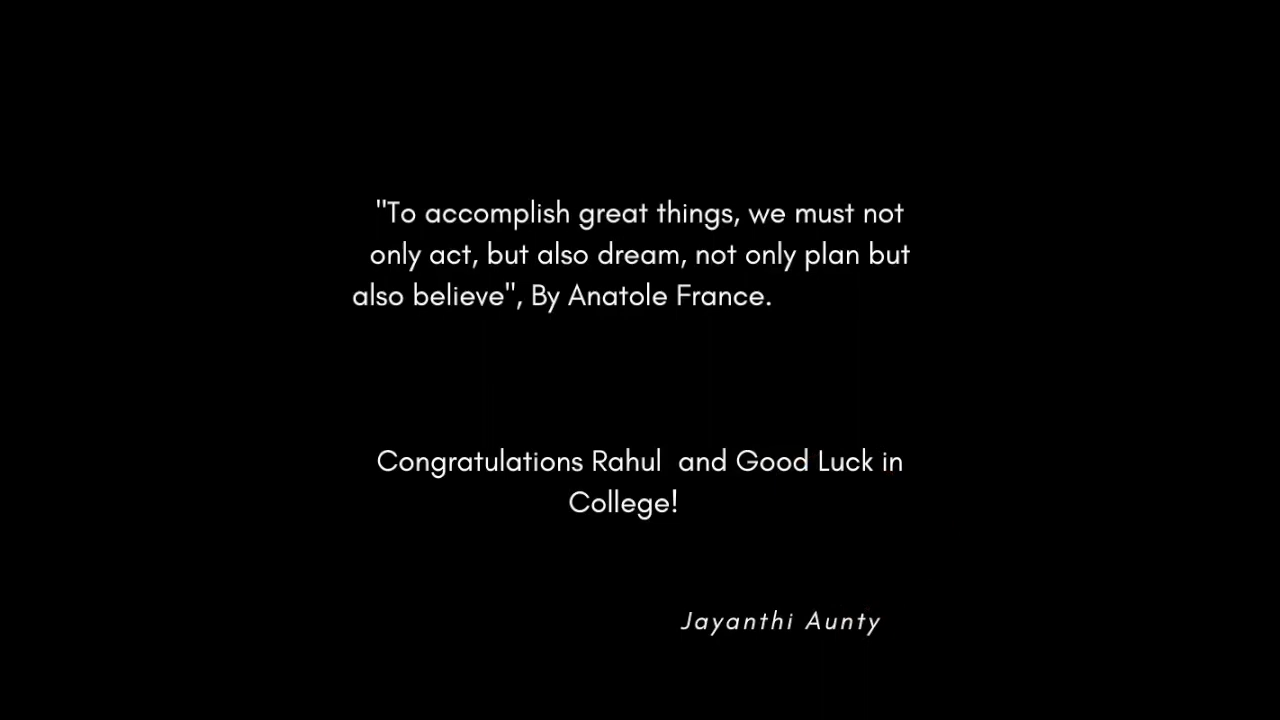 "To accomplish great things, we must not
only act, but also dream, not only plan but
also believe", By Anatole France.
Congratulations Rahul  and Good Luck in
College!
Jayanthi Aunty